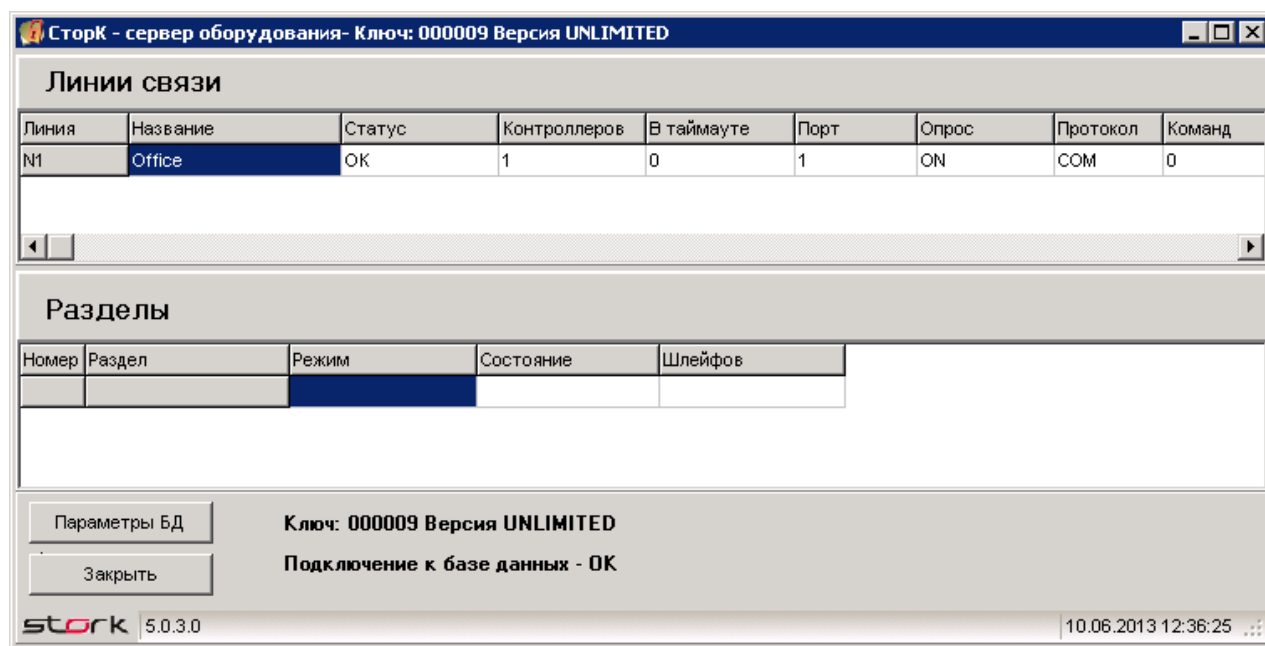 СторК - сервер оборудования- Ключ: 000009 Версия UNLIMITED
Линии связи
Линия Название Статус Контроллеров В таймауте Порт Опрос Протокол Команд
N1 Office OK 1 0 1 ON COM 0
Разделы
Номер Раздел Режим Состояние Шлейфов
Параметры БД
Ключ: 000009 Версия UNLIMITED
Подключение к базе данных - OK
Закрыть
stork 5.0.3.0 10.06.2013 12:36:25